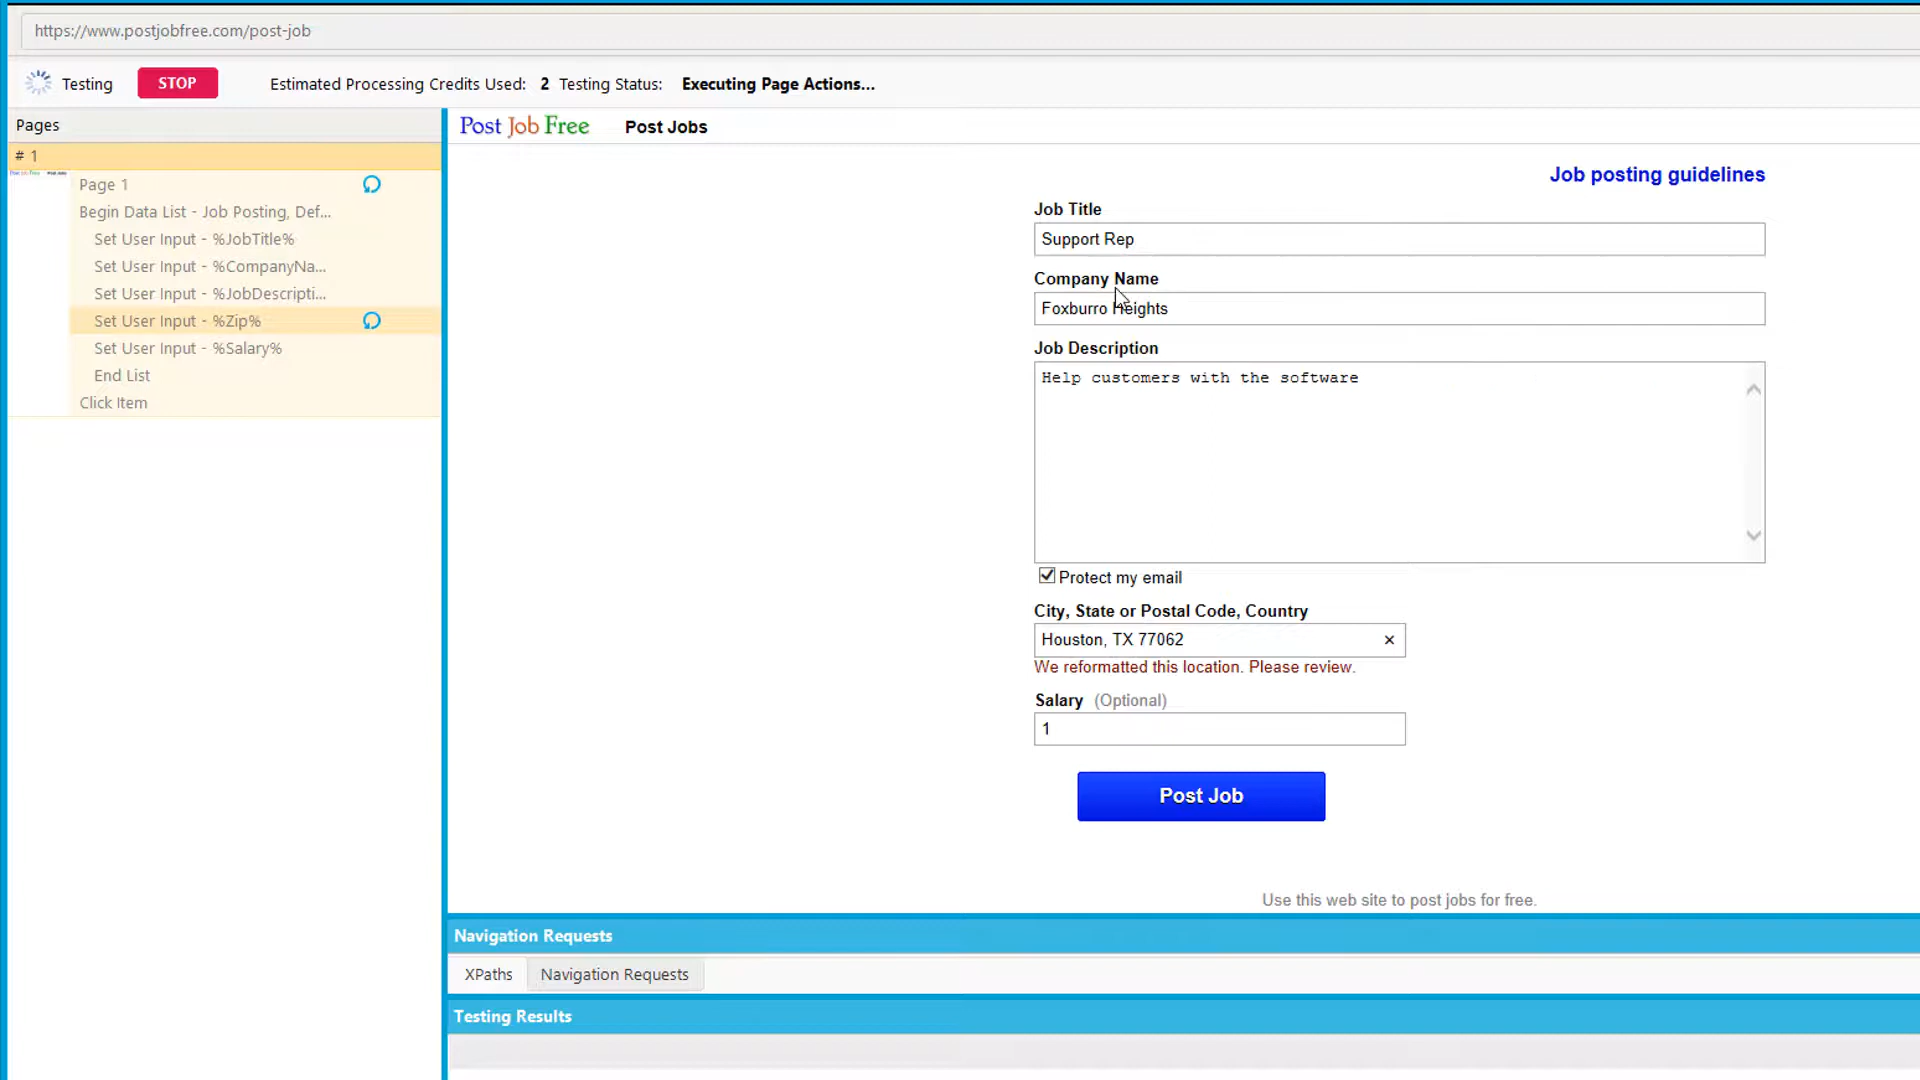 https://www.postjobfree.com/post-job
Testing STOP Estimated Processing Credits Used: 2 Testing Status: Executing Page Actions...
Pages
# 1
Page 1
Begin Data List - Job Posting, Def...
Set User Input - %JobTitle%
Set User Input - %CompanyNa...
Set User Input - %JobDescripti...
Set User Input - %Zip%
Set User Input - %Salary%
End List
Click Item
Post Job Free Post Jobs
Job posting guidelines
Job Title
Support Rep
Company Name
Foxburro Heights
Job Description
Help customers with the software
Protect my email
City, State or Postal Code, Country
Houston, TX 77062
We reformatted this location. Please review.
Salary (Optional)
1
Post Job
Use this web site to post jobs for free.
Navigation Requests
XPaths Navigation Requests
Testing Results